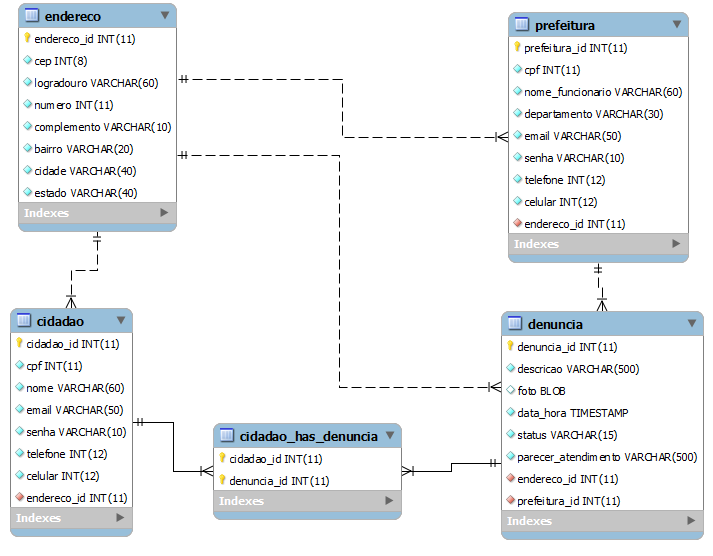 endereco
endereco_id INT(11)
cep INT(8)
logradouro VARCHAR(60)
numero INT(11)
complemento VARCHAR(10)
bairro VARCHAR(20)
cidade VARCHAR(40)
estado VARCHAR(40)
Indexes
prefeitura
prefeitura_id INT(11)
cpf INT(11)
nome_funcionario VARCHAR(60)
departamento VARCHAR(30)
email VARCHAR(50)
senha VARCHAR(10)
telefone INT(12)
celular INT(12)
endereco_id INT(11)
Indexes
cidadao
cidadao_id INT(11)
cpf INT(11)
nome VARCHAR(60)
email VARCHAR(50)
senha VARCHAR(10)
telefone INT(12)
celular INT(12)
endereco_id INT(11)
Indexes
cidadao_has_denuncia
cidadao_id INT(11)
denuncia_id INT(11)
Indexes
denuncia
denuncia_id INT(11)
descricao VARCHAR(500)
foto BLOB
data_hora TIMESTAMP
status VARCHAR(15)
parecer_atendimento VARCHAR(500)
endereco_id INT(11)
prefeitura_id INT(11)
Indexes